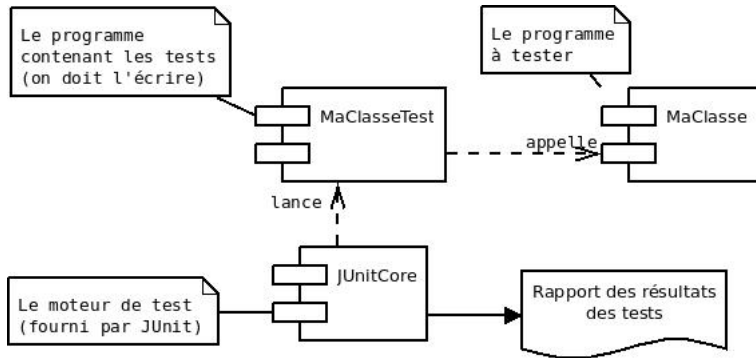 Le programme
contenant les tests
(on doit l'écrire)
Le programme
à tester
MaClasseTest
MaClasse
appelle
lance
JUnitCore
Le moteur de test
(fourni par JUnit)
Rapport des résultats
des tests